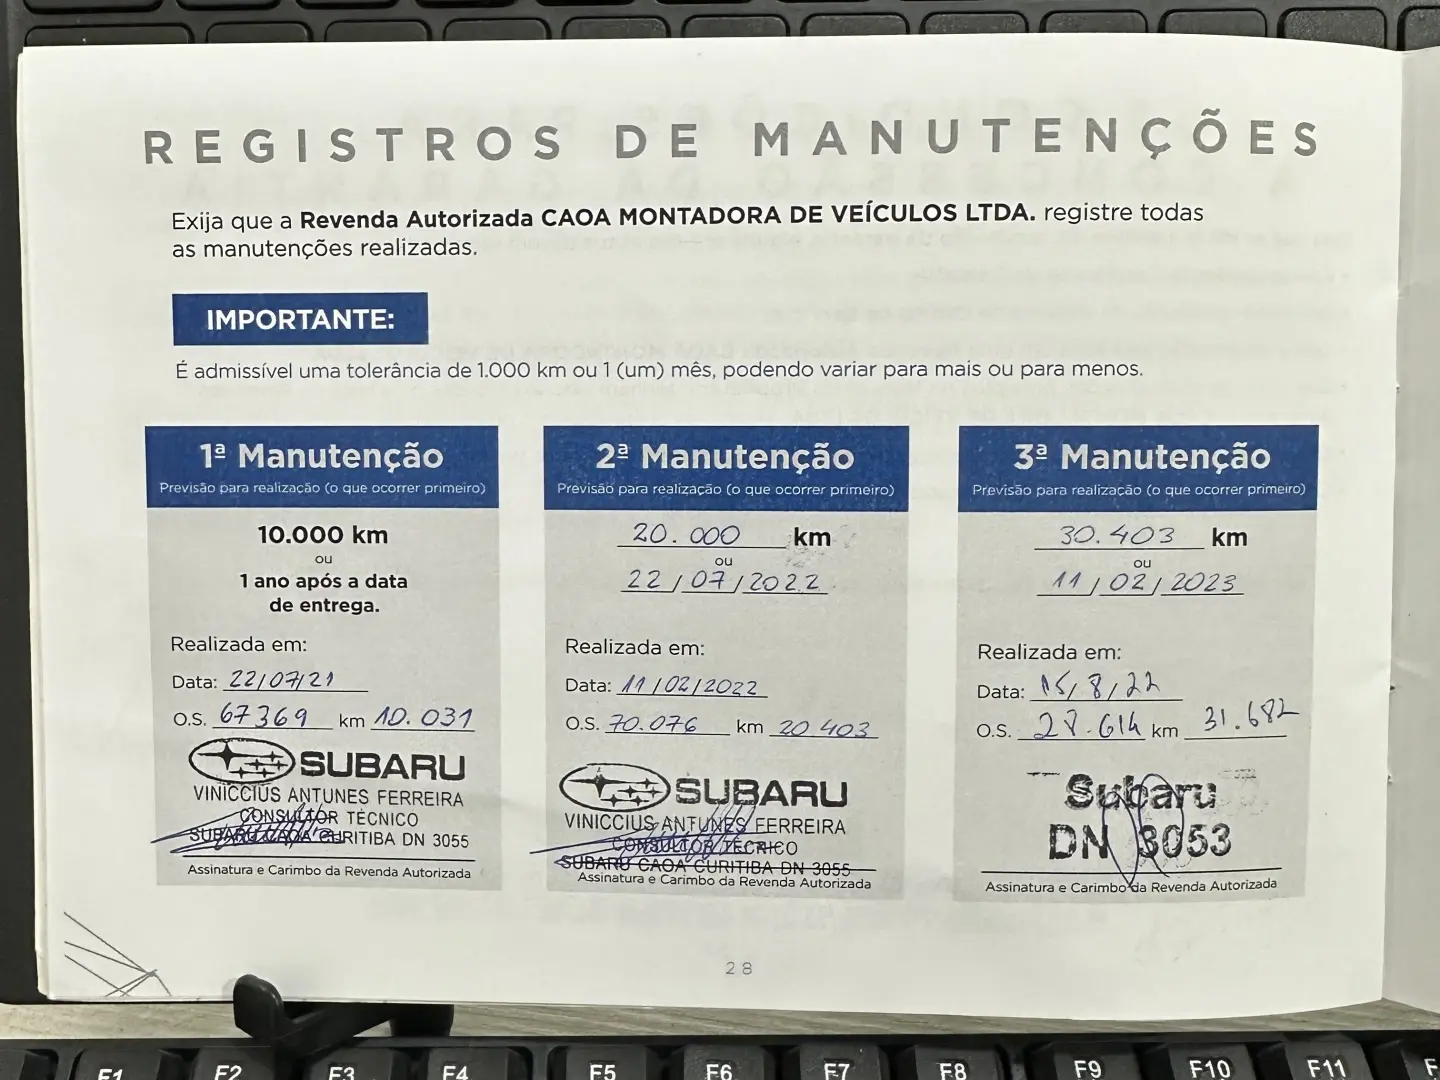 REGISTROS DE MANUTENÇÕES
Exija que a Revenda Autorizada CAOA MONTADORA DE VEÍCULOS LTDA. registre todas
as manutenções realizadas.
IMPORTANTE:
É admissível uma tolerância de 1.000 km ou 1 (um) mês, podendo variar para mais ou para menos.
1ª Manutenção
Previsão para realização (o que ocorrer primeiro)
10.000 km
ou
1 ano após a data
de entrega.
Realizada em:
Data: 22/07/21
O.S. 67369 km 10.031
SUBARU
VINICCIUS ANTUNES FERREIRA
CONSULTOR TÉCNICO
SUBARU CAOA CURITIBA DN 3055
Assinatura e Carimbo da Revenda Autorizada
2ª Manutenção
Previsão para realização (o que ocorrer primeiro)
20.000 km
ou
22/07/2022
Realizada em:
Data: 11/02/2022
O.S. 70.076 km 20 403
SUBARU
VINICCIUS ANTUNES FERREIRA
CONSULTOR TÉCNICO
SUBARU CAOA CURITIBA DN 3055
Assinatura e Carimbo da Revenda Autorizada
3ª Manutenção
Previsão para realização (o que ocorrer primeiro)
30.403 km
ou
11/02/2023
Realizada em:
Data: 15/8/22
O.S. 28.614 km 31.682
Subaru
DN 3053
Assinatura e Carimbo da Revenda Autorizada
28
F1 F2 F3 F4 F5 F6 F7 F8 F9 F10 F11